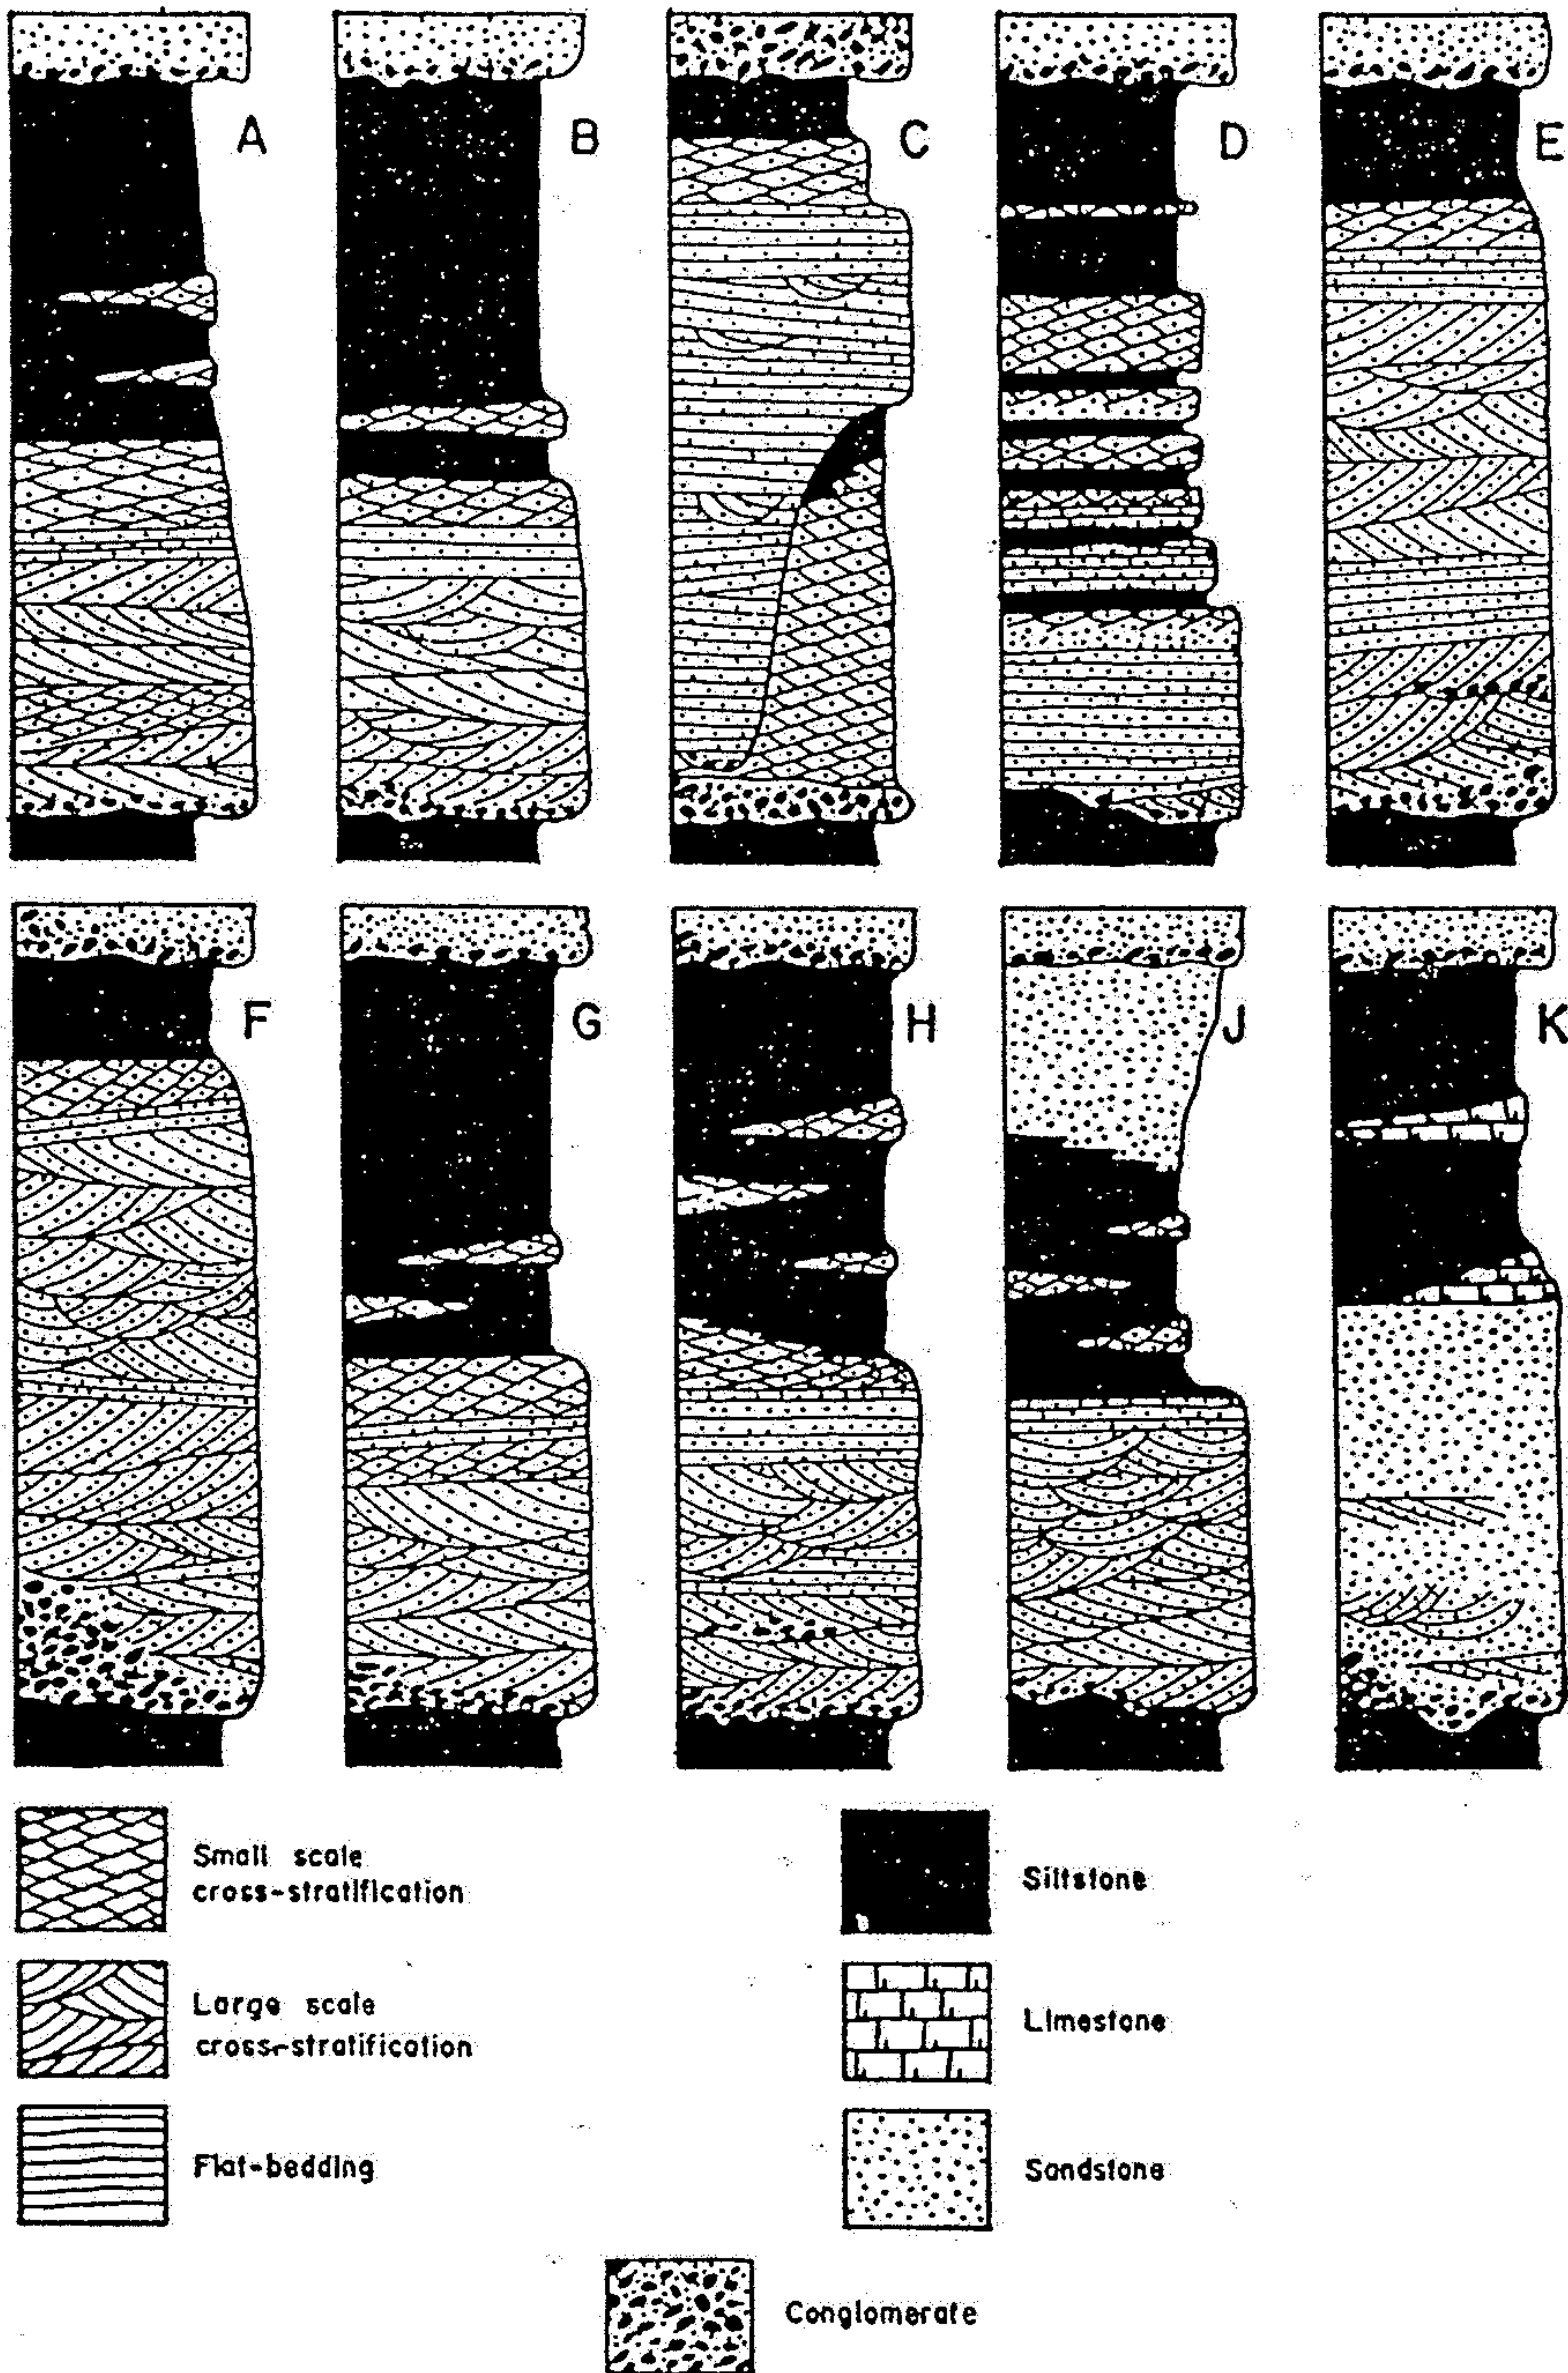 A
B
C
D
E
F
G
H
J
K
Small scale
cross-stratification
Siltstone
Large scale
cross-stratification
Limestone
Flat-bedding
Sandstone
Conglomerate